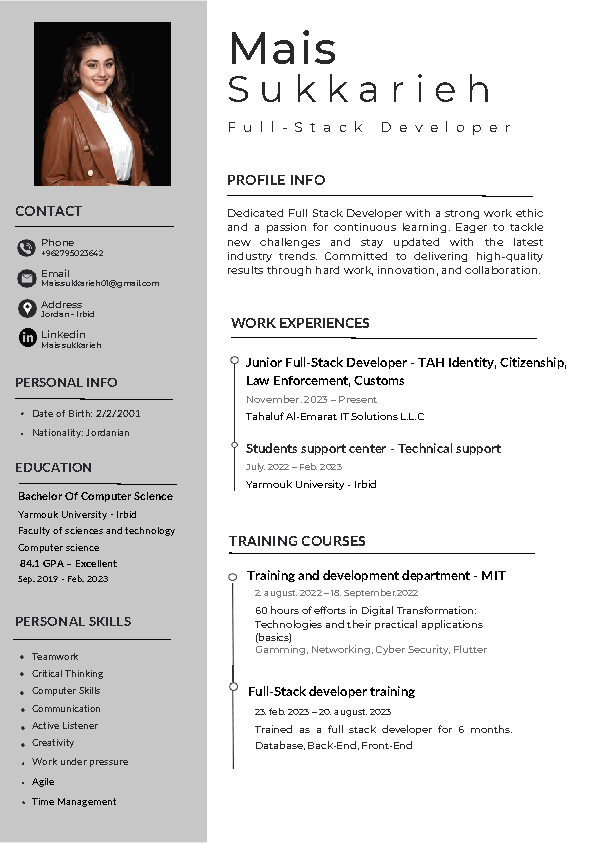 Mais
Sukkarieh
Full-Stack Developer
CONTACT
Phone
+962795023642
Email
Maissukkarieh01@gmail.com
Address
Jordan - Irbid
Linkedin
Mais sukkarieh
PERSONAL INFO
• Date of Birth: 2/2/2001
• Nationality: Jordanian
EDUCATION
Bachelor Of Computer Science
Yarmouk University - Irbid
Faculty of sciences and technology
Computer science
84.1 GPA – Excellent
Sep. 2019 - Feb. 2023
PERSONAL SKILLS
• Teamwork
• Critical Thinking
• Computer Skills
• Communication
• Active Listener
• Creativity
• Work under pressure
• Agile
• Time Management
PROFILE INFO
Dedicated Full Stack Developer with a strong work ethic
and a passion for continuous learning. Eager to tackle
new challenges and stay updated with the latest
industry trends. Committed to delivering high-quality
results through hard work, innovation, and collaboration.
WORK EXPERIENCES
Junior Full-Stack Developer - TAH Identity, Citizenship,
Law Enforcement, Customs
November. 2023 – Present
Tahaluf Al-Emarat IT Solutions L.L.C
Students support center - Technical support
July. 2022 – Feb. 2023
Yarmouk University - Irbid
TRAINING COURSES
Training and development department - MIT
2. august. 2022 – 18. September.2022
60 hours of efforts in Digital Transformation:
Technologies and their practical applications
(basics)
Gamming, Networking, Cyber Security, Flutter
Full-Stack developer training
23. feb. 2023 – 20. august. 2023
Trained as a full stack developer for 6 months.
Database, Back-End, Front-End